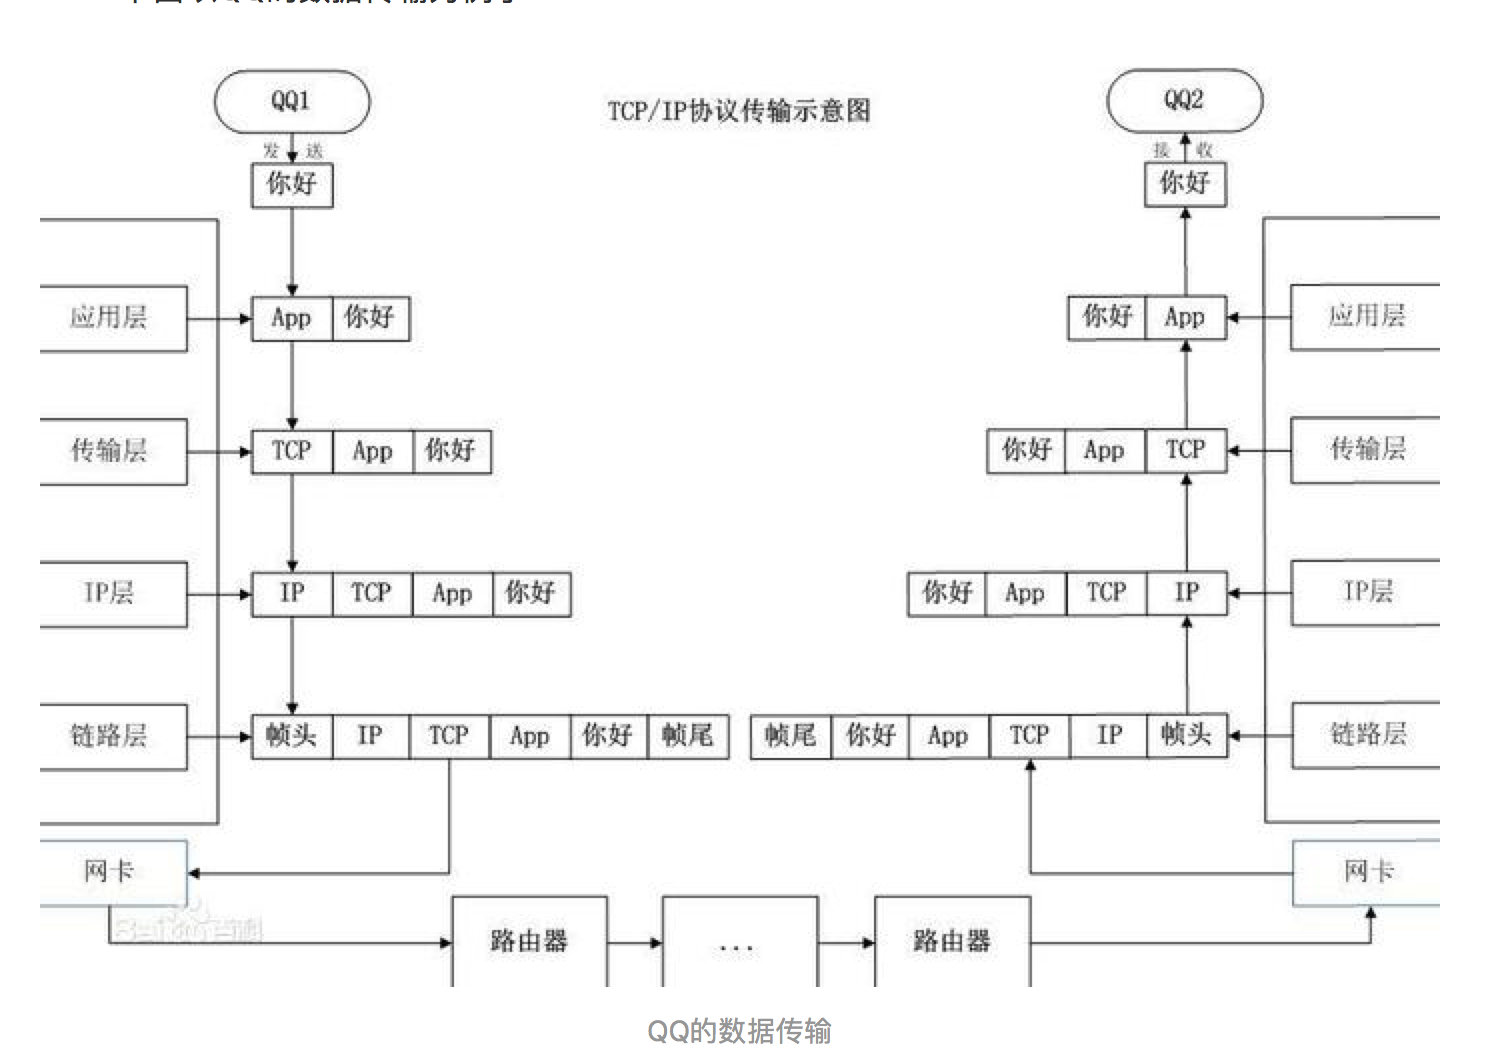 QQ1
TCP/IP协议传输示意图
QQ2
发 送
接 收
你好
你好
应用层
App 你好
你好 App
应用层
传输层
TCP App 你好
你好 App TCP
传输层
IP层
IP TCP App 你好
你好 App TCP IP
IP层
链路层
帧头 IP TCP App 你好 帧尾
帧尾 你好 App TCP IP 帧头
链路层
网卡
网卡
Baidu百科
路由器
...
路由器
QQ的数据传输